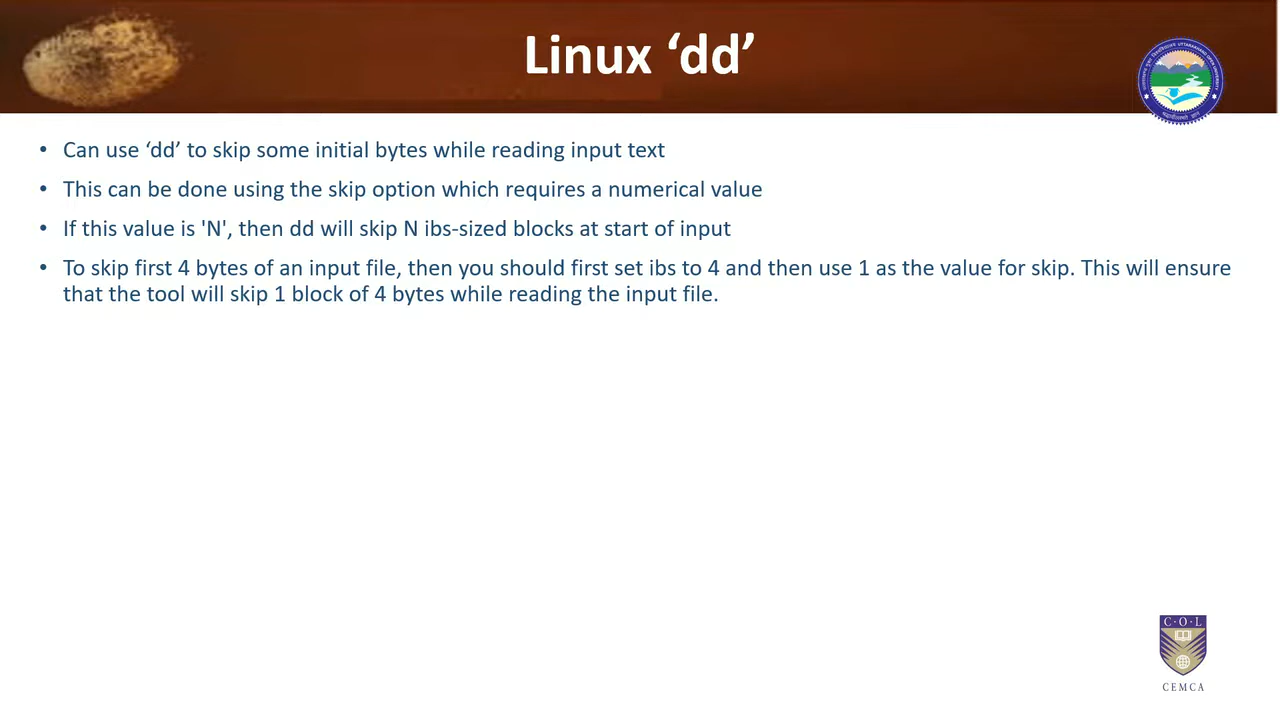 Linux ‘dd’
• Can use ‘dd’ to skip some initial bytes while reading input text
• This can be done using the skip option which requires a numerical value
• If this value is 'N', then dd will skip N ibs-sized blocks at start of input
• To skip first 4 bytes of an input file, then you should first set ibs to 4 and then use 1 as the value for skip. This will ensure
that the tool will skip 1 block of 4 bytes while reading the input file.
C·O·L
CEMCA